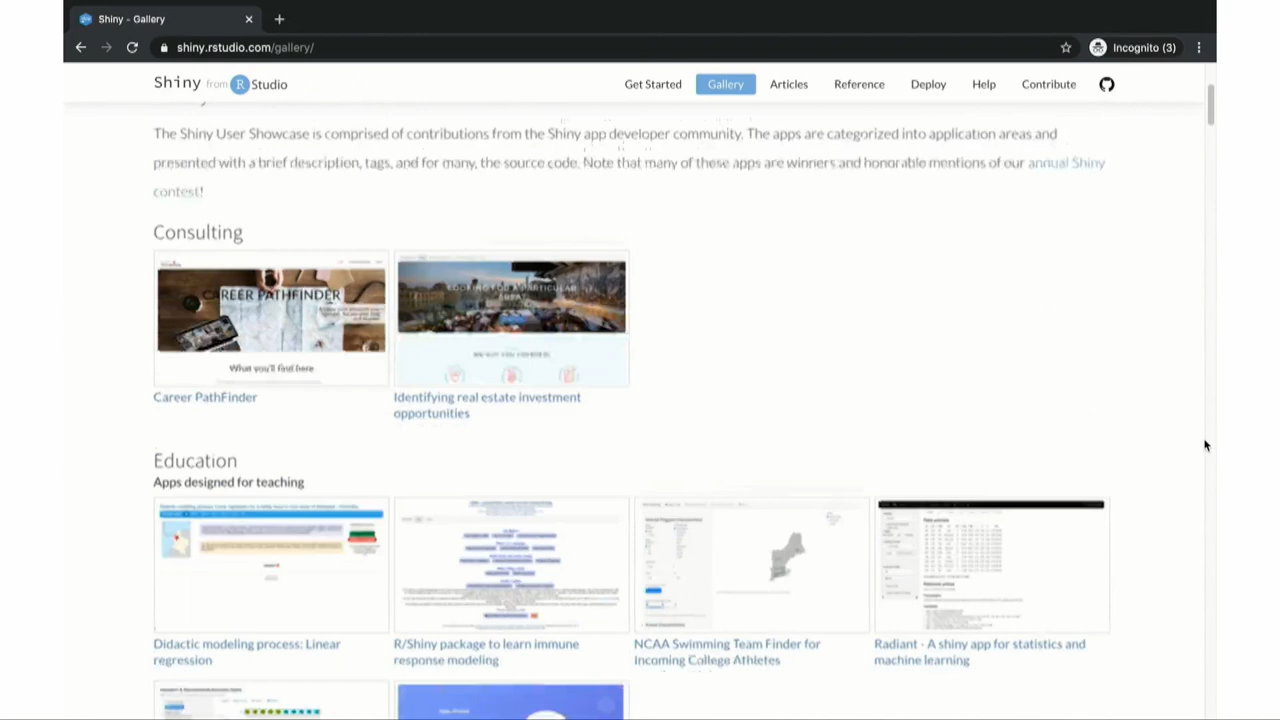 Shiny - Gallery
shiny.rstudio.com/gallery/
Incognito (3)
Shiny from R Studio
Get Started
Gallery
Articles
Reference
Deploy
Help
Contribute
The Shiny User Showcase is comprised of contributions from the Shiny app developer community. The apps are categorized into application areas and
presented with a brief description, tags, and for many, the source code. Note that many of these apps are winners and honorable mentions of our annual Shiny
contest!
Consulting
CAREER PATHFINDER
What you'll find here
LOOKING FOR A PARTICULAR
AREA?
Career PathFinder
Identifying real estate investment
opportunities
Education
Apps designed for teaching
Didactic modeling process: Linear
regression
R/Shiny package to learn immune
response modeling
NCAA Swimming Team Finder for
Incoming College Athletes
Radiant - A shiny app for statistics and
machine learning